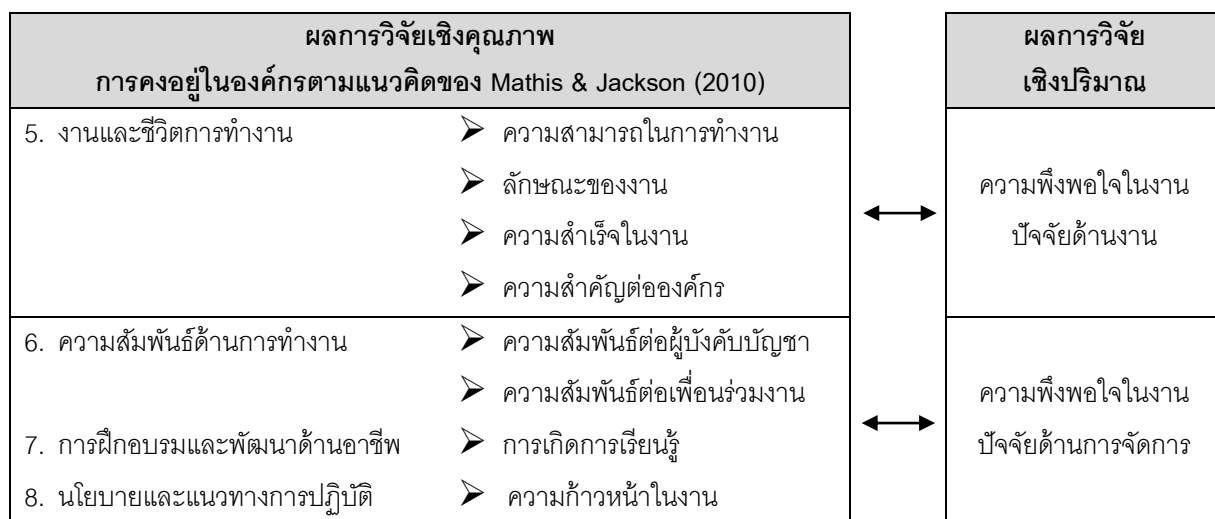 ผลการวิจัยเชิงคุณภาพ
การคงอยู่ในองค์กรตามแนวคิดของ Mathis & Jackson (2010)
ผลการวิจัย
เชิงปริมาณ
5. งานและชีวิตการทำงาน
➤ ความสามารถในการทำงาน
➤ ลักษณะของงาน
➤ ความสำเร็จในงาน
➤ ความสำคัญต่อองค์กร
ความพึงพอใจในงาน
ปัจจัยด้านงาน
6. ความสัมพันธ์ด้านการทำงาน
➤ ความสัมพันธ์ต่อผู้บังคับบัญชา
➤ ความสัมพันธ์ต่อเพื่อนร่วมงาน
7. การฝึกอบรมและพัฒนาด้านอาชีพ
➤ การเกิดการเรียนรู้
8. นโยบายและแนวทางการปฏิบัติ
➤ ความก้าวหน้าในงาน
ความพึงพอใจในงาน
ปัจจัยด้านการจัดการ